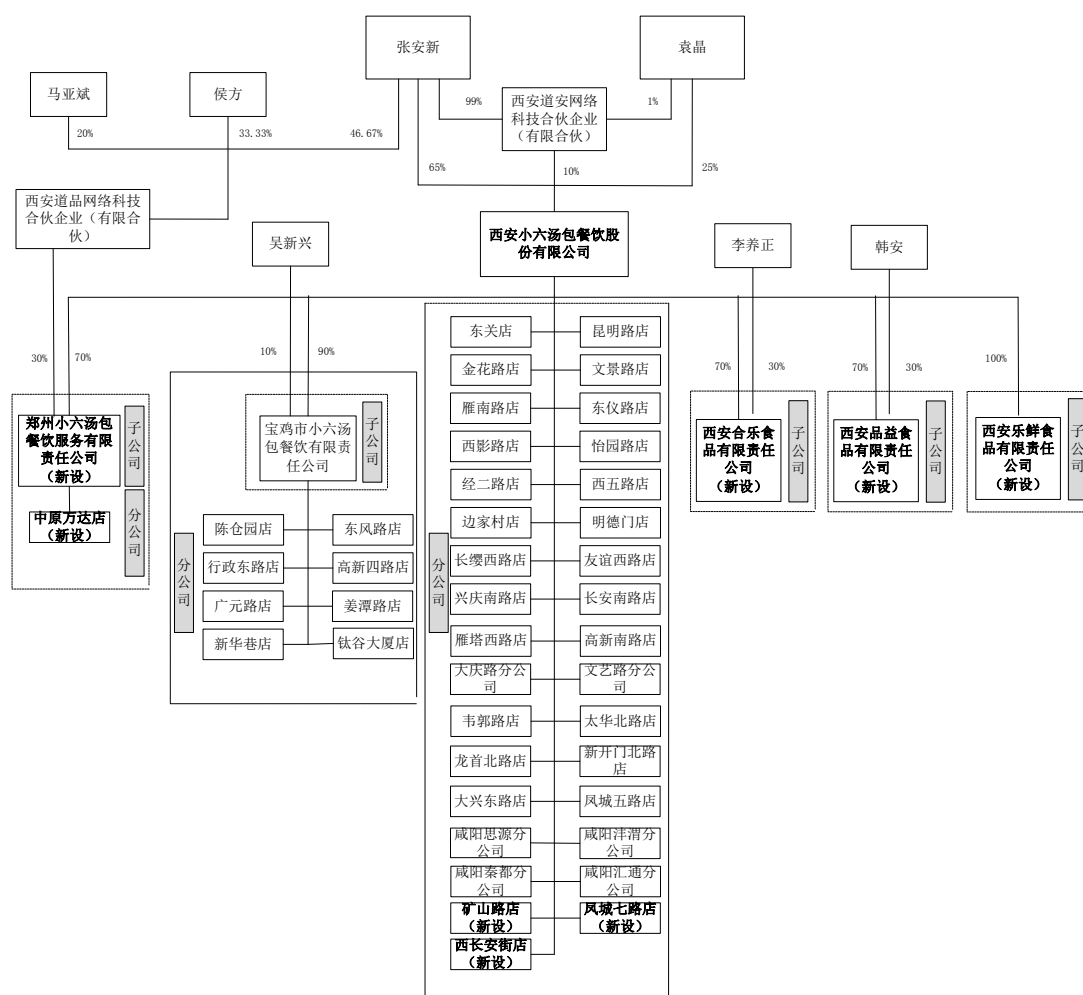 张安新
袁晶
马亚斌
侯方
西安道安网络
科技合伙企业
（有限合伙）
99%
1%
20%
33.33%
46.67%
65%
10%
25%
西安道品网络科技
合伙企业（有限合
伙）
吴新兴
西安小六汤包餐饮股
份有限公司
李养正
韩安
30%
70%
10%
90%
70%
30%
70%
30%
100%
郑州小六汤包
餐饮服务有限
责任公司
（新设）
子公司
中原万达店
（新设）
分公司
宝鸡市小六汤
包餐饮有限责
任公司
子公司
分公司
陈仓园店
东风路店
行政东路店
高新四路店
广元路店
姜潭路店
新华巷店
钛谷大厦店
分公司
东关店
昆明路店
金花路店
文景路店
雁南路店
东仪路店
西影路店
怡园路店
经二路店
西五路店
边家村店
明德门店
长缨西路店
友谊西路店
兴庆南路店
长安南路店
雁塔西路店
高新南路店
大庆路分公
司
文艺路分公
司
韦郭路店
太华北路店
龙首北路店
新开门北路
店
大兴东路店
凤城五路店
咸阳思源分
公司
咸阳沣渭分
公司
咸阳秦都分
公司
咸阳汇通分
公司
矿山路店
（新设）
凤城七路店
（新设）
西长安街店
（新设）
西安合乐食
品有限责任
公司
（新设）
子公司
西安品益食
品有限责任
公司
（新设）
子公司
西安乐鲜食
品有限责任
公司
（新设）
子公司